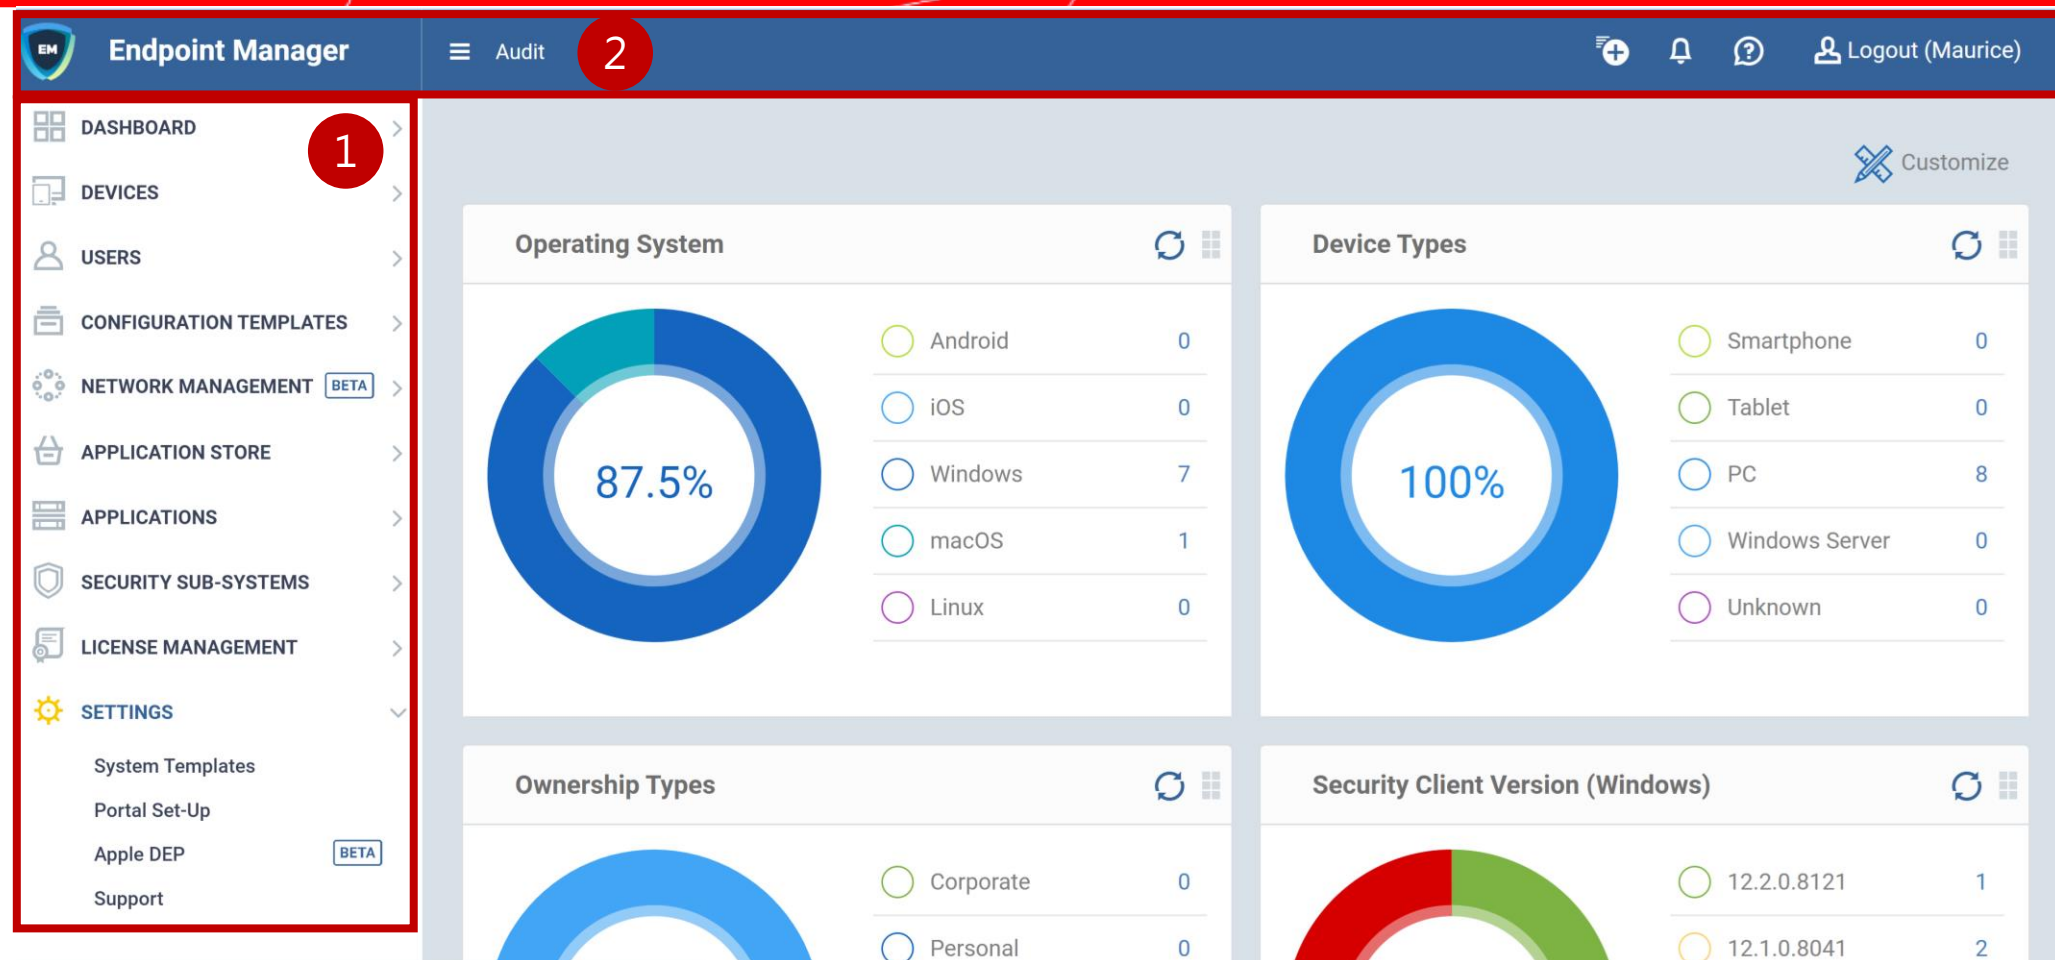 EM
Endpoint Manager
Audit
2
Logout (Maurice)
1
DASHBOARD
DEVICES
USERS
CONFIGURATION TEMPLATES
NETWORK MANAGEMENT BETA
APPLICATION STORE
APPLICATIONS
SECURITY SUB-SYSTEMS
LICENSE MANAGEMENT
SETTINGS
System Templates
Portal Set-Up
Apple DEP BETA
Support
Customize
Operating System
87.5%
Android 0
iOS 0
Windows 7
macOS 1
Linux 0
Device Types
100%
Smartphone 0
Tablet 0
PC 8
Windows Server 0
Unknown 0
Ownership Types
Corporate 0
Personal 0
Security Client Version (Windows)
12.2.0.8121 1
12.1.0.8041 2